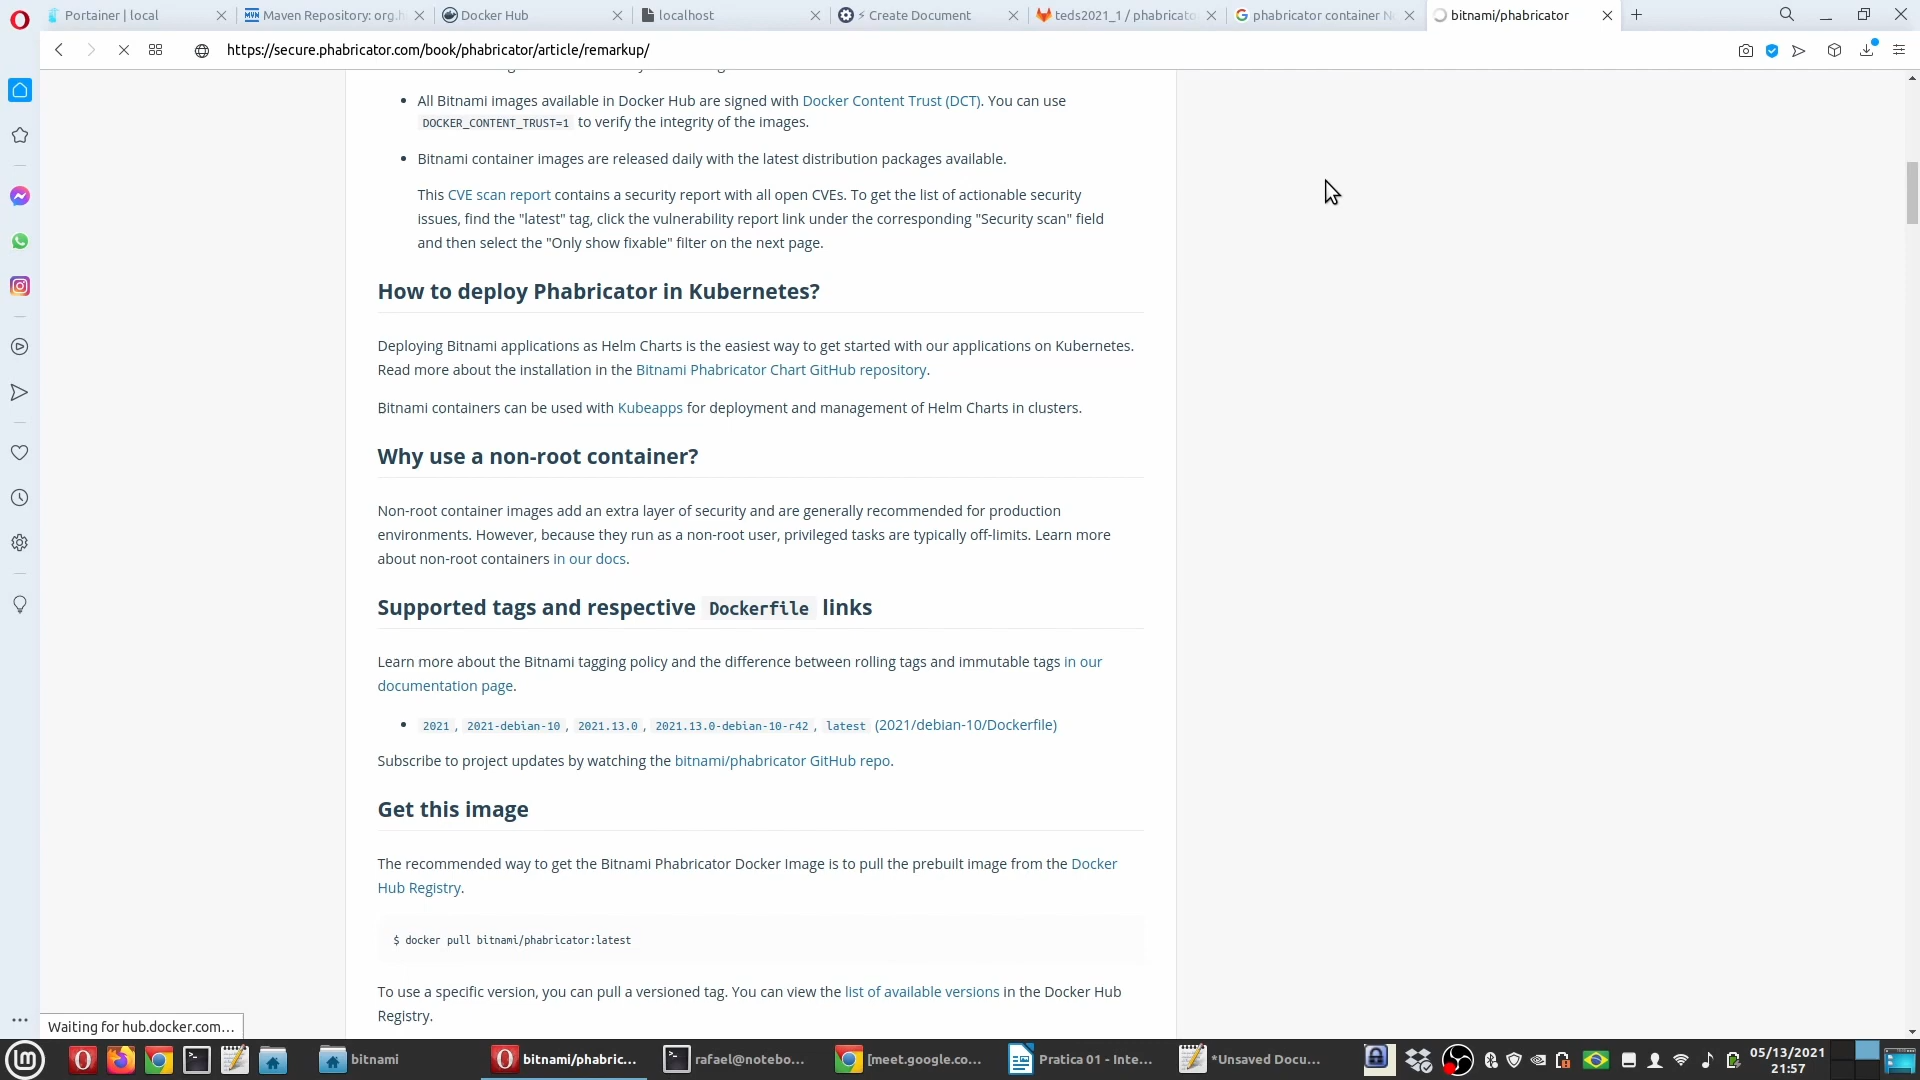 Portainer | local
Maven Repository: org.h
Docker Hub
localhost
⚡ Create Document
teds2021_1 / phabricato
phabricator container N
bitnami/phabricator
https://secure.phabricator.com/book/phabricator/article/remarkup/
• All Bitnami images available in Docker Hub are signed with Docker Content Trust (DCT). You can use
DOCKER_CONTENT_TRUST=1 to verify the integrity of the images.
• Bitnami container images are released daily with the latest distribution packages available.
This CVE scan report contains a security report with all open CVEs. To get the list of actionable security
issues, find the "latest" tag, click the vulnerability report link under the corresponding "Security scan" field
and then select the "Only show fixable" filter on the next page.
How to deploy Phabricator in Kubernetes?
Deploying Bitnami applications as Helm Charts is the easiest way to get started with our applications on Kubernetes.
Read more about the installation in the Bitnami Phabricator Chart GitHub repository.
Bitnami containers can be used with Kubeapps for deployment and management of Helm Charts in clusters.
Why use a non-root container?
Non-root container images add an extra layer of security and are generally recommended for production
environments. However, because they run as a non-root user, privileged tasks are typically off-limits. Learn more
about non-root containers in our docs.
Supported tags and respective Dockerfile links
Learn more about the Bitnami tagging policy and the difference between rolling tags and immutable tags in our
documentation page.
• 2021 , 2021-debian-10 , 2021.13.0 , 2021.13.0-debian-10-r42 , latest (2021/debian-10/Dockerfile)
Subscribe to project updates by watching the bitnami/phabricator GitHub repo.
Get this image
The recommended way to get the Bitnami Phabricator Docker Image is to pull the prebuilt image from the Docker
Hub Registry.
$ docker pull bitnami/phabricator:latest
To use a specific version, you can pull a versioned tag. You can view the list of available versions in the Docker Hub
Registry.
Waiting for hub.docker.com...
bitnami
bitnami/phabric...
rafael@notebo...
[meet.google.co...
Pratica 01 - Inte...
*Unsaved Docu...
05/13/2021
21:57